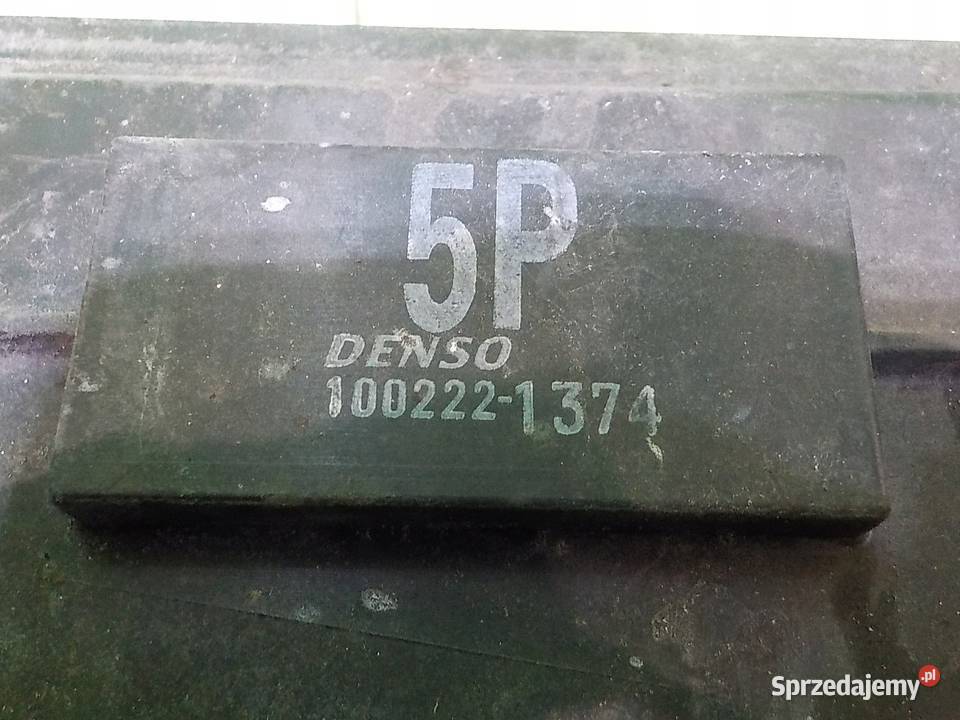 5P
DENSO
100222-1374
Sprzedajemy.pl